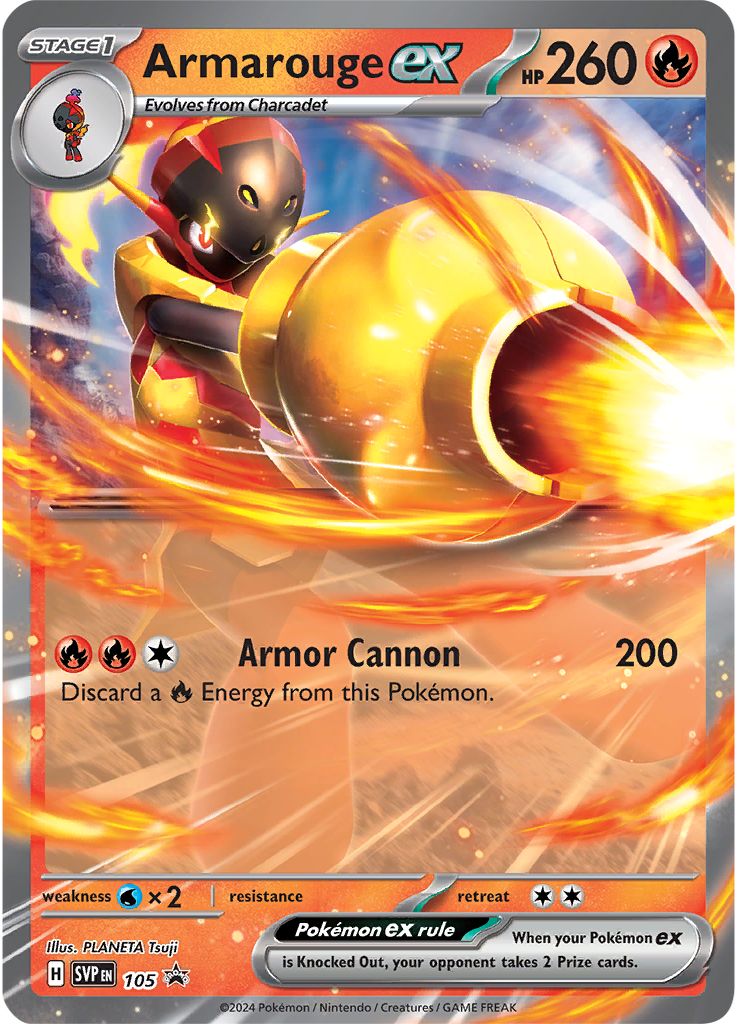 STAGE1
Armarouge ex
HP 260
Evolves from Charcadet
Armor Cannon 200
Discard a Energy from this Pokémon.
weakness ×2 resistance retreat
Illus. PLANETA Tsuji
Pokémon ex rule
When your Pokémon ex
is Knocked Out, your opponent takes 2 Prize cards.
H SVP EN 105
©2024 Pokémon / Nintendo / Creatures / GAME FREAK